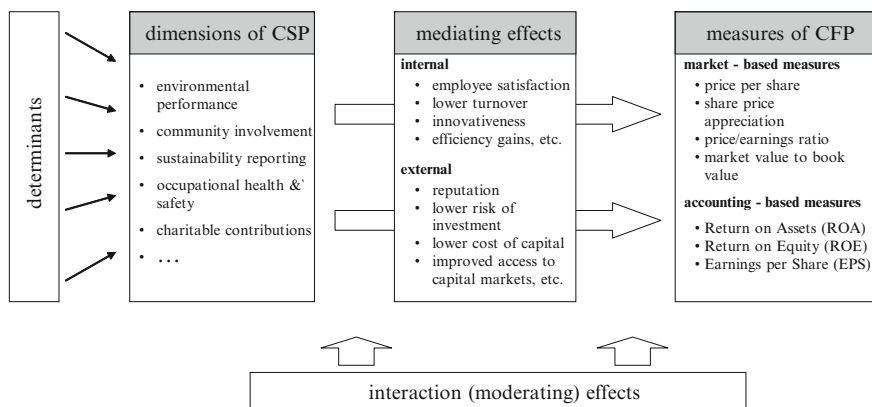 determinants
dimensions of CSP
• environmental
performance
• community involvement
• sustainability reporting
• occupational health &`
safety
• charitable contributions
• ...
mediating effects
internal
• employee satisfaction
• lower turnover
• innovativeness
• efficiency gains, etc.
external
• reputation
• lower risk of
investment
• lower cost of capital
• improved access to
capital markets, etc.
measures of CFP
market - based measures
• price per share
• share price
appreciation
• price/earnings ratio
• market value to book
value
accounting - based measures
• Return on Assets (ROA)
• Return on Equity (ROE)
• Earnings per Share (EPS)
interaction (moderating) effects